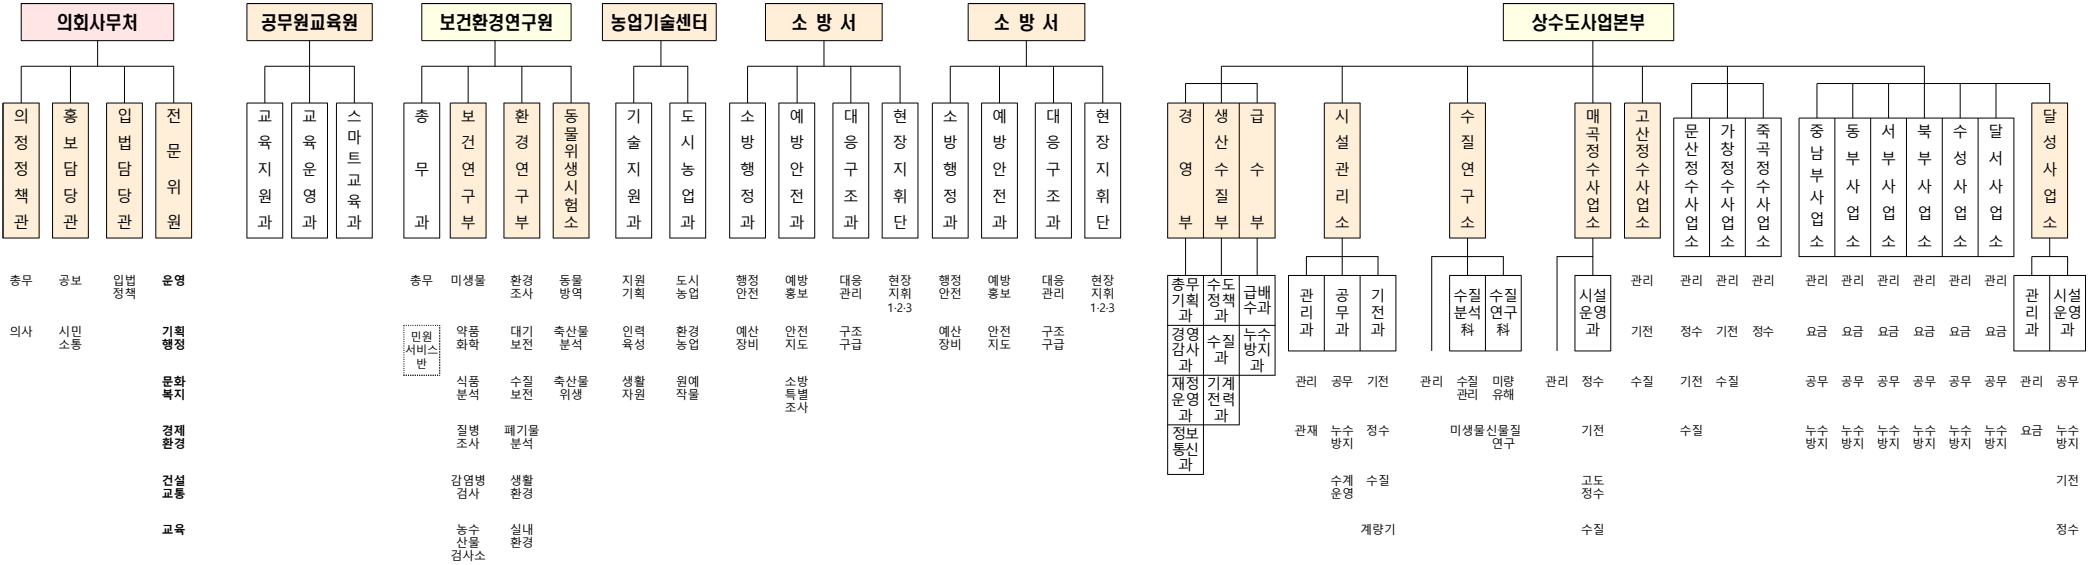 의회사무처
공무원교육원
보건환경연구원
농업기술센터
소 방 서
소 방 서
상수도사업본부
의정정책관
홍보담당관
입법담당관
전문위원
교육지원과
교육운영과
스마트교육과
총무과
보건연구부
환경연구부
동물위생시험소
기술지원과
도시농업과
소방행정과
예방안전과
대응구조과
현장지휘단
소방행정과
예방안전과
대응구조과
현장지휘단
경영부
생산수질부
급수부
시설관리소
수질연구소
매곡정수사업소
고산정수사업소
문산정수사업소
가창정수사업소
죽곡정수사업소
중남부사업소
동부사업소
서부사업소
북부사업소
수성사업소
달서사업소
달성사업소
총무
의사
공보
시민
소통
입법
정책
운영
기획
행정
문화
복지
경제
환경
건설
교통
교육
총무
민원
서비스
반
미생물
약품
화학
식품
분석
질병
조사
감염병
검사
농수
산물
검사소
환경
조사
대기
보전
수질
보전
폐기물
분석
생활
환경
실내
환경
동물
방역
축산물
분석
축산물
위생
지원
기획
인력
육성
생활
자원
도시
농업
환경
농업
원예
작물
행정
안전
예산
장비
예방
홍보
안전
지도
소방
특별
조사
대응
관리
구조
구급
현장
지휘
1·2·3
행정
안전
예산
장비
예방
홍보
안전
지도
대응
관리
구조
구급
현장
지휘
1·2·3
총무
기획
과
경영
감사
과
재정
운영
과
정보
통신
과
수도
정책
과
수질
과
기계
전력
과
급배
수과
누수
방지
과
관리과
관리
관재
공무과
공무
누수
방지
수계
운영
기전과
기전
정수
수질
계량기
관리
수질
분석
科
수질
관리
미생물
수질
연구
科
미량
유해
신물질
연구
관리
시설
운영
과
정수
기전
고도
정수
수질
관리
기전
수질
관리
정수
기전
수질
관리
기전
수질
관리
정수
관리
요금
공무
누수
방지
관리
요금
공무
누수
방지
관리
요금
공무
누수
방지
관리
요금
공무
누수
방지
관리
요금
공무
누수
방지
관리
요금
공무
누수
방지
관리과
관리
요금
시설
운영
과
공무
누수
방지
기전
정수